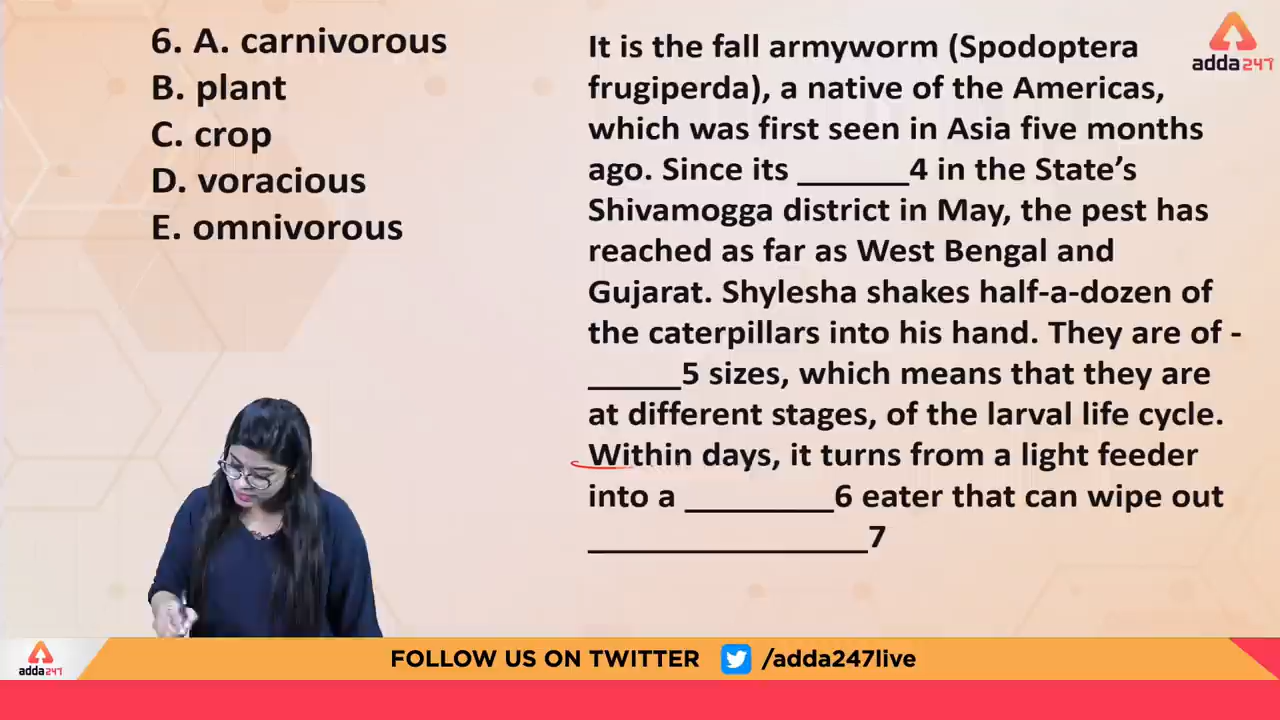 6. A. carnivorous
B. plant
C. crop
D. voracious
E. omnivorous
It is the fall armyworm (Spodoptera
frugiperda), a native of the Americas,
which was first seen in Asia five months
ago. Since its _______4 in the State’s
Shivamogga district in May, the pest has
reached as far as West Bengal and
Gujarat. Shylesha shakes half-a-dozen of
the caterpillars into his hand. They are of -
______5 sizes, which means that they are
at different stages, of the larval life cycle.
Within days, it turns from a light feeder
into a _________6 eater that can wipe out
_________________7
adda247
adda247
FOLLOW US ON TWITTER /adda247live